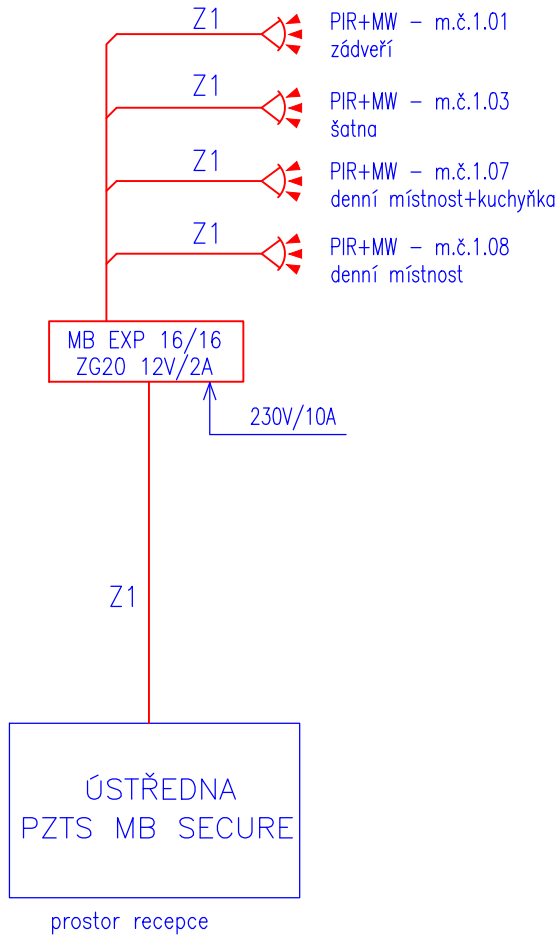 Z1
PIR+MW - m.č.1.01
zádveří
Z1
PIR+MW - m.č.1.03
šatna
Z1
PIR+MW - m.č.1.07
denní místnost+kuchyňka
Z1
PIR+MW - m.č.1.08
denní místnost
MB EXP 16/16
ZG20 12V/2A
230V/10A
Z1
ÚSTŘEDNA
PZTS MB SECURE
prostor recepce